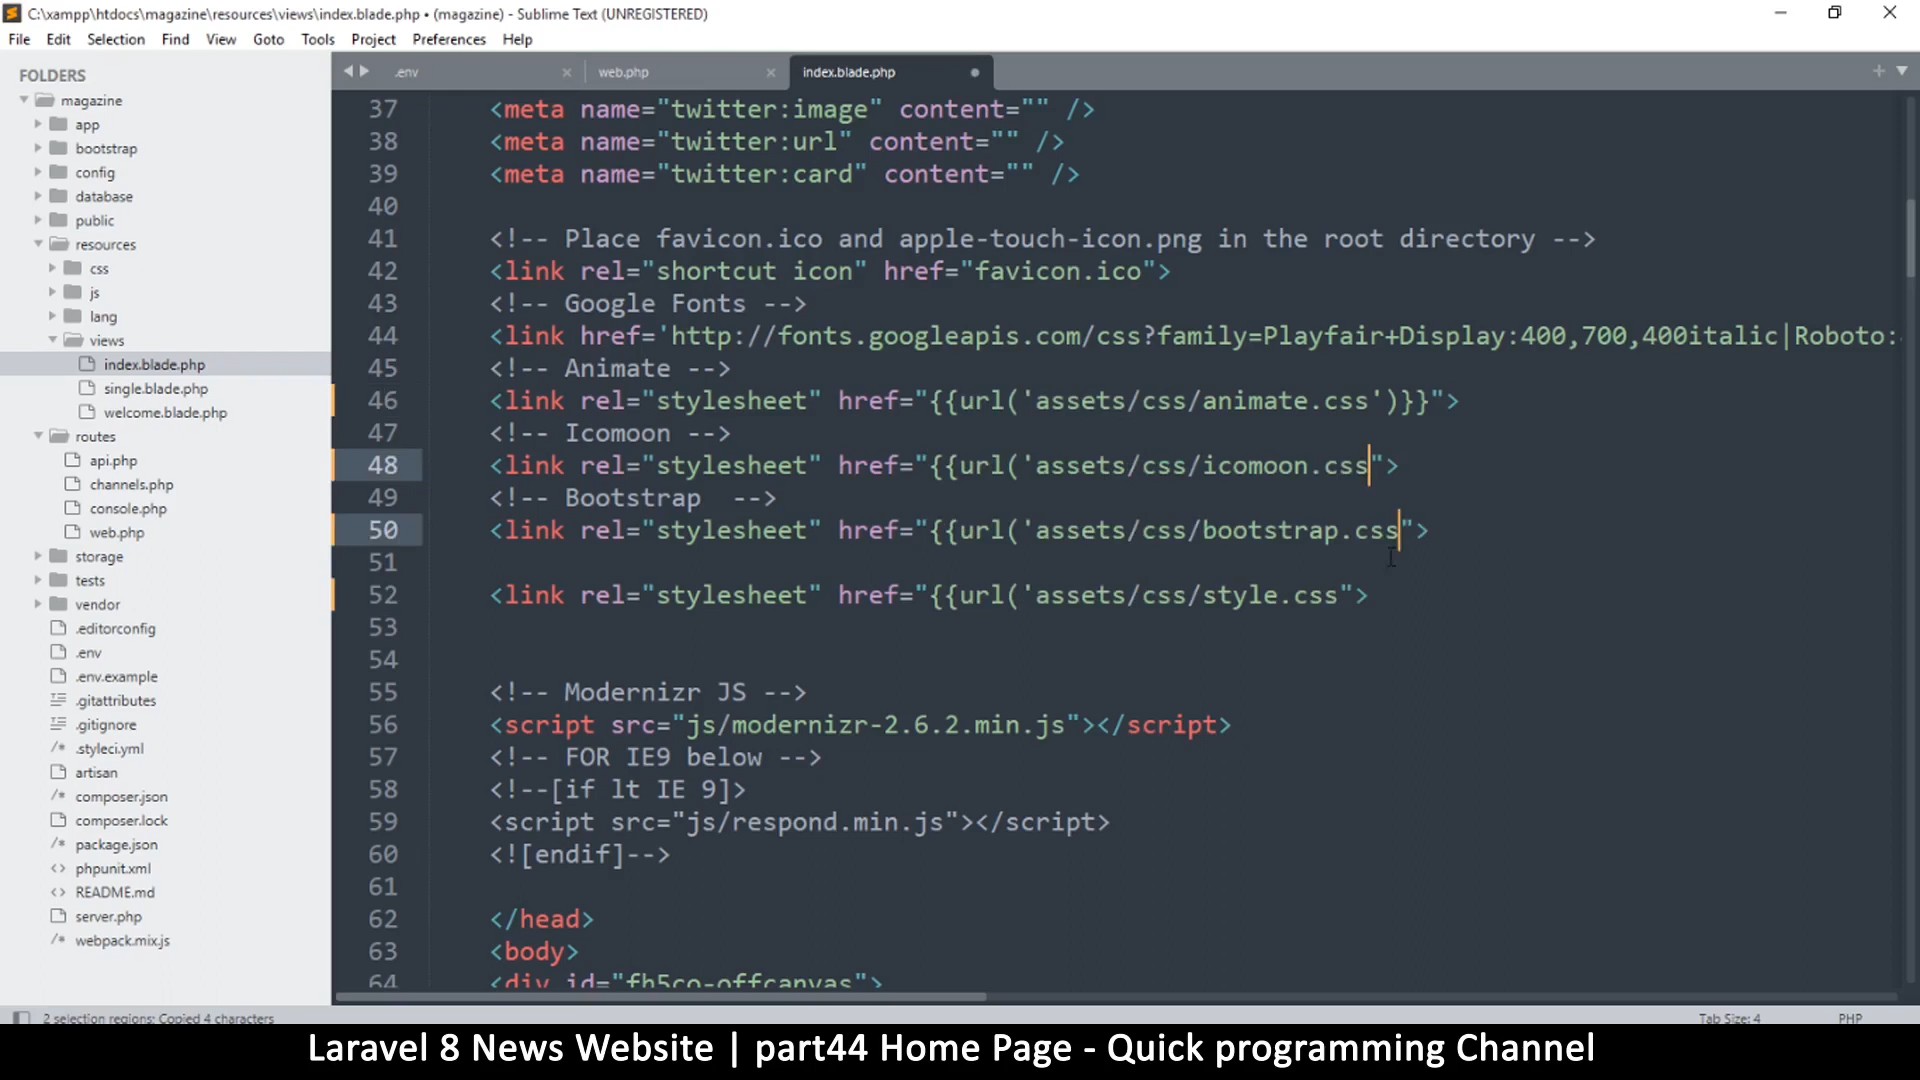 C:\xampp\htdocs\magazine\resources\views\index.blade.php • (magazine) - Sublime Text (UNREGISTERED)
File Edit Selection Find View Goto Tools Project Preferences Help
FOLDERS
magazine
app
bootstrap
config
database
public
resources
css
js
lang
views
index.blade.php
single.blade.php
welcome.blade.php
routes
api.php
channels.php
console.php
web.php
storage
tests
vendor
.editorconfig
.env
.env.example
.gitattributes
.gitignore
.styleci.yml
artisan
composer.json
composer.lock
package.json
phpunit.xml
README.md
server.php
webpack.mix.js
.env web.php index.blade.php
37 <meta name="twitter:image" content="" />
38 <meta name="twitter:url" content="" />
39 <meta name="twitter:card" content="" />
40
41 <!-- Place favicon.ico and apple-touch-icon.png in the root directory -->
42 <link rel="shortcut icon" href="favicon.ico">
43 <!-- Google Fonts -->
44 <link href='http://fonts.googleapis.com/css?family=Playfair+Display:400,700,400italic|Roboto:
45 <!-- Animate -->
46 <link rel="stylesheet" href="{{url('assets/css/animate.css')}}">
47 <!-- Icomoon -->
48 <link rel="stylesheet" href="{{url('assets/css/icomoon.css">
49 <!-- Bootstrap  -->
50 <link rel="stylesheet" href="{{url('assets/css/bootstrap.css">
51
52 <link rel="stylesheet" href="{{url('assets/css/style.css">
53
54
55 <!-- Modernizr JS -->
56 <script src="js/modernizr-2.6.2.min.js"></script>
57 <!-- FOR IE9 below -->
58 <!--[if lt IE 9]>
59 <script src="js/respond.min.js"></script>
60 <![endif]-->
61
62 </head>
63 <body>
64 <div id="fh5co-offcanvas">
2 selection regions: Copied 4 characters Tab Size: 4 PHP
Laravel 8 News Website | part44 Home Page - Quick programming Channel